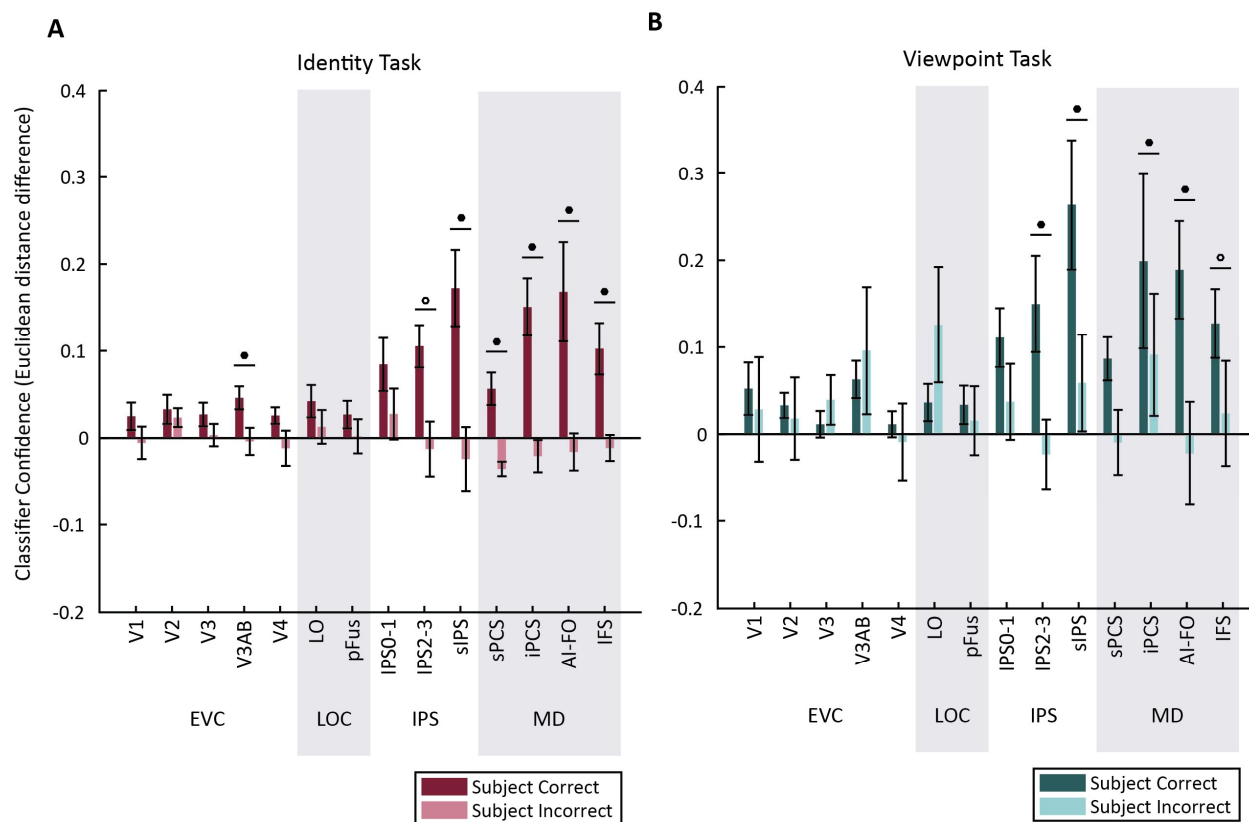 A
Identity Task
Classifier Confidence (Euclidean distance difference)
0.4
0.3
0.2
0.1
0
-0.1
-0.2
V1
V2
V3
V3AB
V4
LO
pFus
IPS0-1
IPS2-3
sIPS
sPCS
iPCS
AI-FO
IFS
EVC
LOC
IPS
MD
Subject Correct
Subject Incorrect
B
Viewpoint Task
0.4
0.3
0.2
0.1
0
-0.1
-0.2
V1
V2
V3
V3AB
V4
LO
pFus
IPS0-1
IPS2-3
sIPS
sPCS
iPCS
AI-FO
IFS
EVC
LOC
IPS
MD
Subject Correct
Subject Incorrect